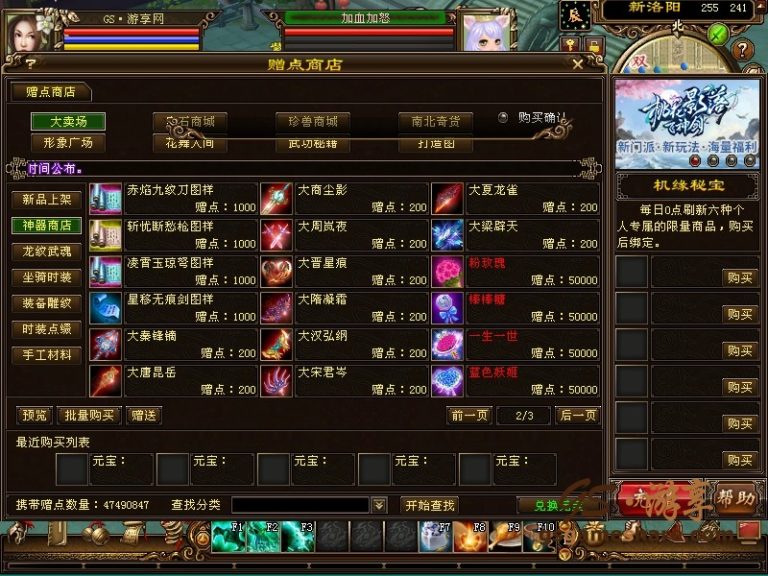 GS·游享网
加血加怒
新洛阳 255 241
北
赠点商店
赠点商店
大卖场
珍兽商城
南北奇货
购买确认
形象广场
花舞人间
武功秘籍
打造图
时间公布。
新品上架
神器商店
龙纹武魂
坐骑时装
装备雕纹
时装点缀
手工材料
赤焰九纹刀图样
赠点：1000
大商尘影
赠点：200
大夏龙雀
赠点：200
斩忧断愁枪图样
赠点：1000
大周岚夜
赠点：200
大梁辟天
赠点：200
凌霄玉琼弩图样
赠点：1000
大晋星痕
赠点：200
粉玫瑰
赠点：50000
星移无痕剑图样
赠点：1000
大隋凝霜
赠点：200
棒棒糖
赠点：50000
大秦锋镝
赠点：200
大汉弘纲
赠点：200
一生一世
赠点：50000
大唐昆岳
赠点：200
大宋君岑
赠点：200
蓝色妖姬
赠点：50000
预览
批量购买
赠送
前一页
2/3
后一页
最近购买列表
元宝：
元宝：
元宝：
元宝：
元宝：
携带赠点数量：47490847
查找分类
开始查找
新门派·新玩法·海量福利
机缘秘宝
每日0点刷新六种个
人专属的限量商品，购买
后绑定。
购买
购买
购买
购买
购买
购买
帮助
F1
F2
F3
F7
F8
F9
F10